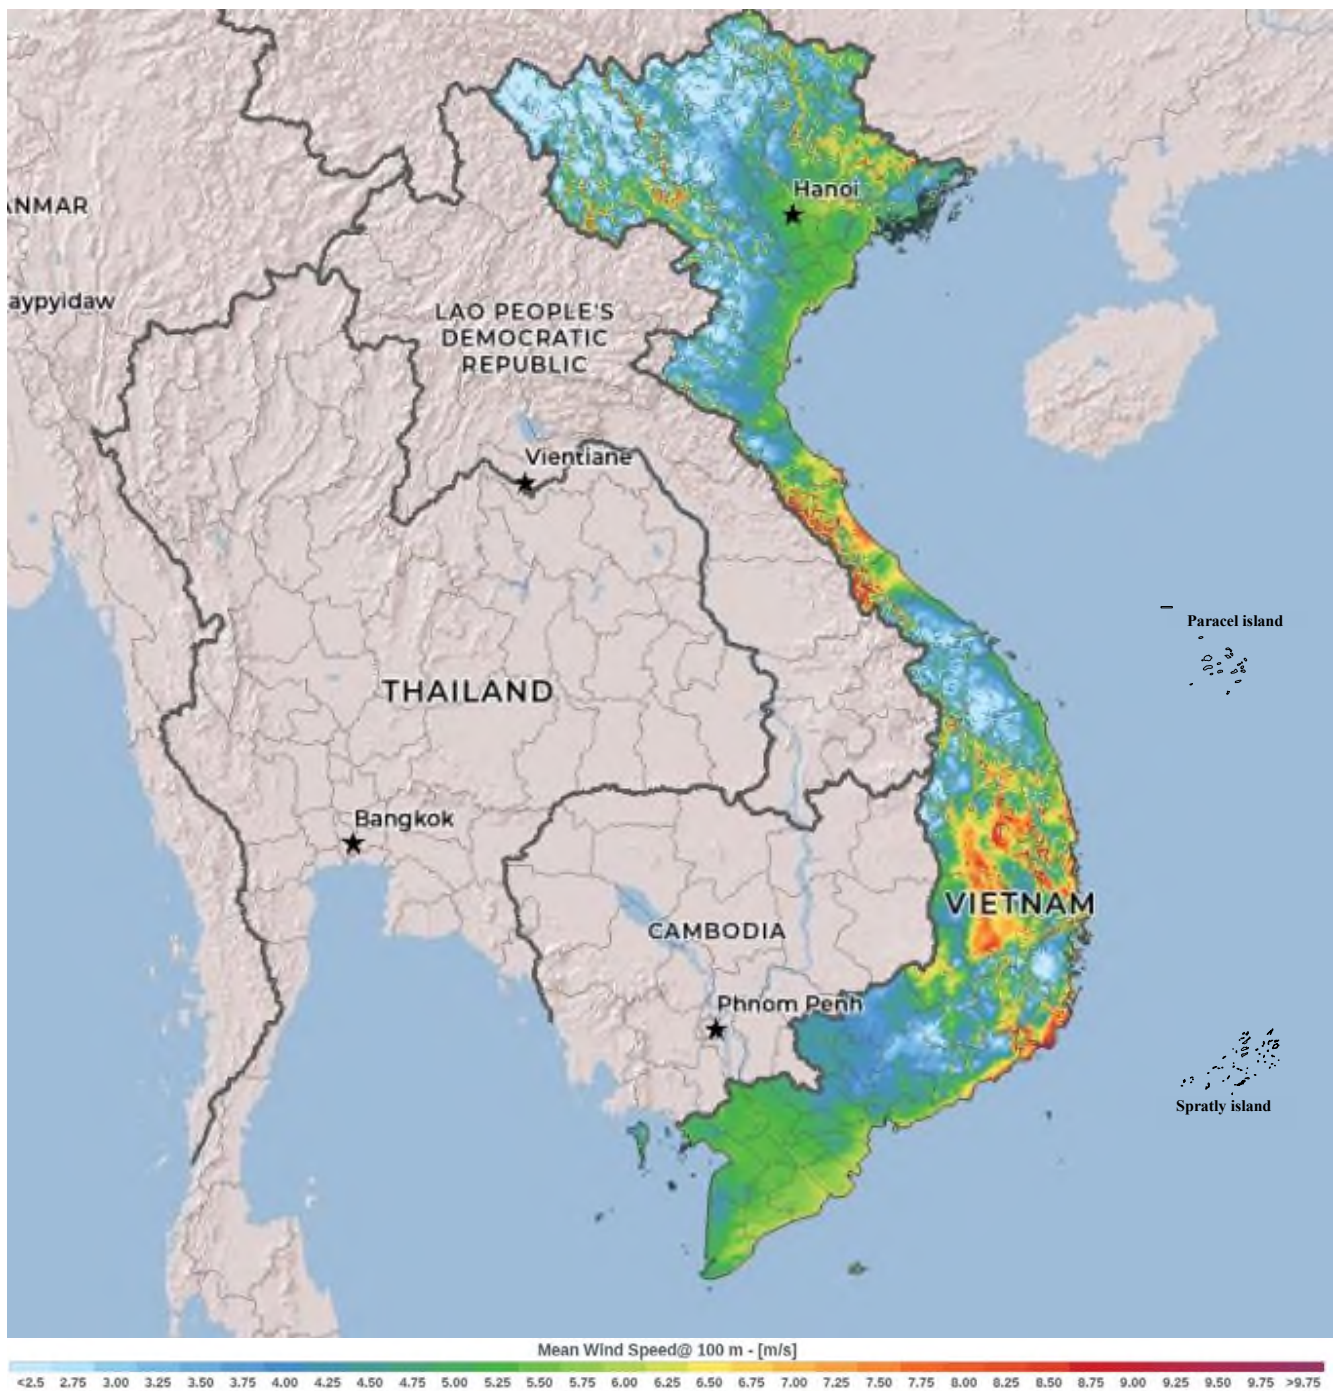 Hanoi
ANMAR
aypyidaw
LAO PEOPLE'S
DEMOCRATIC
REPUBLIC
Vientiane
Paracel island
THAILAND
Bangkok
VIETNAM
CAMBODIA
Phnom Penh
Spratly island
Mean Wind Speed@ 100 m - [m/s]
<2.5 2.75 3.00 3.25 3.50 3.75 4.00 4.25 4.50 4.75 5.00 5.25 5.50 5.75 6.00 6.25 6.50 6.75 7.00 7.25 7.50 7.75 8.00 8.25 8.50 8.75 9.00 9.25 9.50 9.75 >9.75